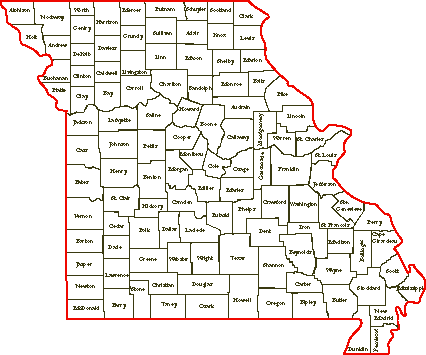 Atchison
Nodaway
Worth
Harrison
Mercer
Putnam
Schuyler
Scotland
Clark
Holt
Andrew
Gentry
Grundy
Sullivan
Adair
Knox
Lewis
DeKalb
Daviess
Linn
Macon
Shelby
Marion
Buchanan
Clinton
Caldwell
Livingston
Platte
Clay
Ray
Carroll
Chariton
Randolph
Monroe
Ralls
Pike
Jackson
Lafayette
Saline
Howard
Boone
Audrain
Callaway
Montgomery
Lincoln
Warren
St. Charles
St. Louis
Cass
Johnson
Pettis
Cooper
Moniteau
Cole
Osage
Gasconade
Franklin
Jefferson
Bates
Henry
Benton
Morgan
Miller
Maries
St. Clair
Hickory
Camden
Pulaski
Phelps
Crawford
Washington
Ste. Genevieve
St. Francois
Perry
Vernon
Cedar
Polk
Dallas
Laclede
Dent
Iron
Madison
Cape Girardeau
Bollinger
Barton
Dade
Greene
Webster
Wright
Texas
Shannon
Reynolds
Wayne
Scott
Mississippi
Jasper
Lawrence
Christian
Douglas
Carter
Stoddard
Newton
Stone
Howell
Oregon
Ripley
Butler
New Madrid
McDonald
Barry
Taney
Ozark
Dunklin
Pemiscot